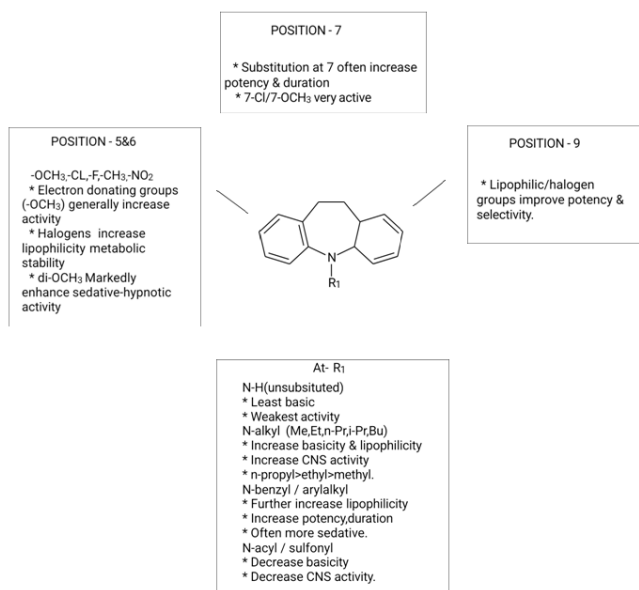 POSITION - 7
* Substitution at 7 often increase
potency & duration
* 7-Cl/7-OCH₃ very active
POSITION - 5&6
-OCH₃,-CL,-F,-CH₃,-NO₂
* Electron donating groups
(-OCH₃) generally increase
activity
* Halogens increase
lipophilicity metabolic
stability
* di-OCH₃ Markedly
enhance sedative-hypnotic
activity
POSITION - 9
* Lipophilic/halogen
groups improve potency &
selectivity.
N
R₁
At- R₁
N-H(unsubsituted)
* Least basic
* Weakest activity
N-alkyl (Me,Et,n-Pr,i-Pr,Bu)
* Increase basicity & lipophilicity
* Increase CNS activity
* n-propyl>ethyl>methyl.
N-benzyl / arylalkyl
* Further increase lipophilicity
* Increase potency,duration
* Often more sedative.
N-acyl / sulfonyl
* Decrease basicity
* Decrease CNS activity.